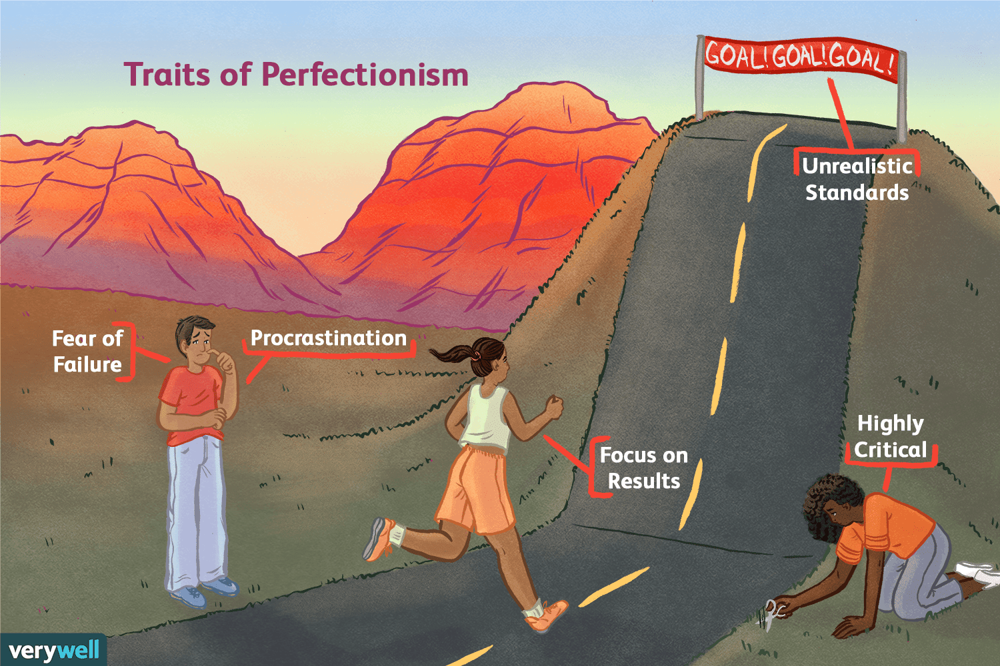 Traits of Perfectionism
GOAL! GOAL! GOAL!
Unrealistic
Standards
Fear of
Failure
Procrastination
Focus on
Results
Highly
Critical
verywell